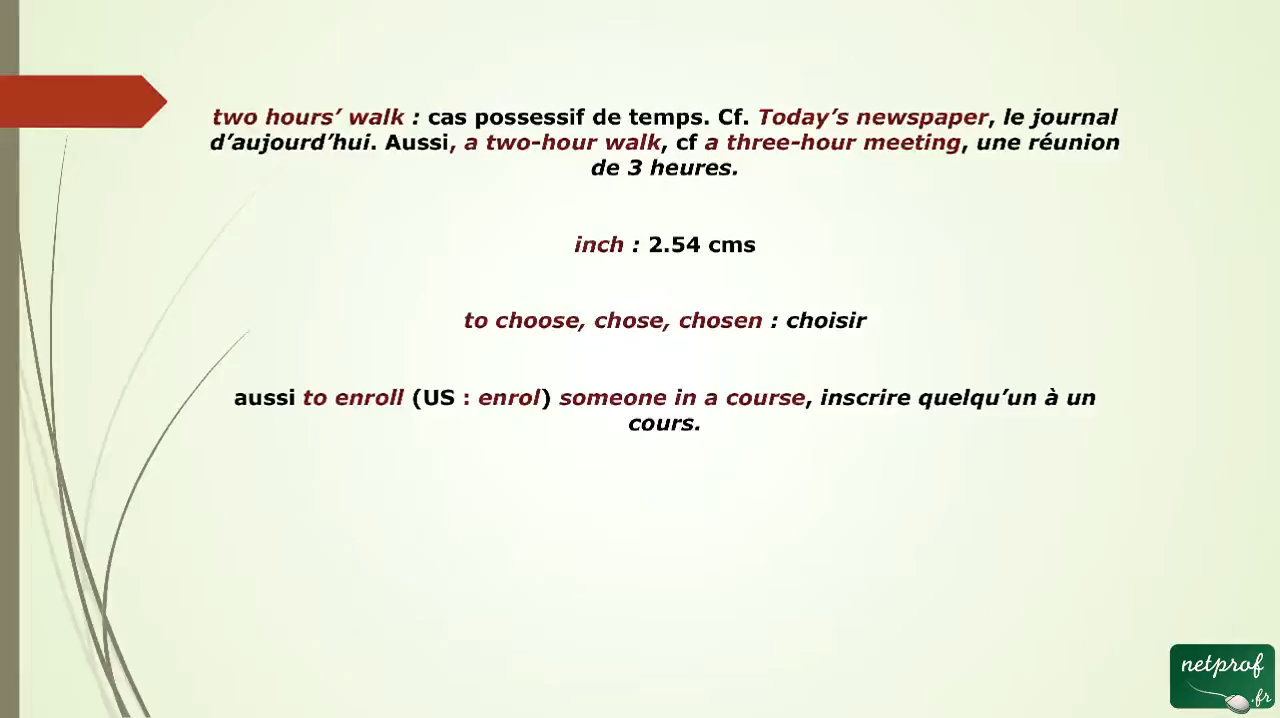 two hours’ walk : cas possessif de temps. Cf. Today’s newspaper, le journal
d’aujourd’hui. Aussi, a two-hour walk, cf a three-hour meeting, une réunion
de 3 heures.
inch : 2.54 cms
to choose, chose, chosen : choisir
aussi to enroll (US : enrol) someone in a course, inscrire quelqu’un à un
cours.
netprof
.fr